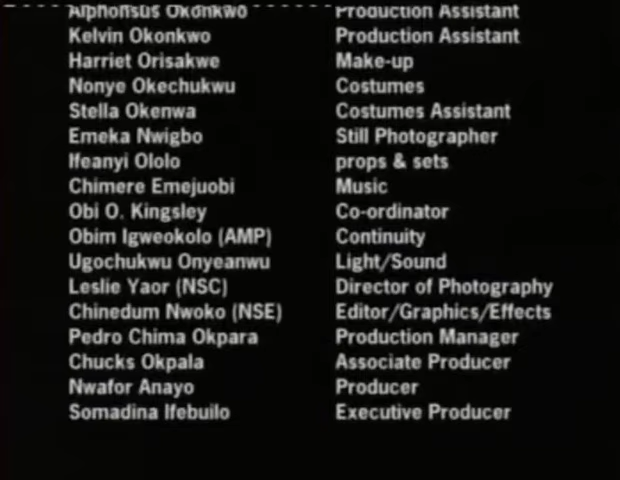 Alphonsus Okonkwo Production Assistant
Kelvin Okonkwo Production Assistant
Harriet Orisakwe Make-up
Nonye Okechukwu Costumes
Stella Okenwa Costumes Assistant
Emeka Nwigbo Still Photographer
Ifeanyi Ololo props & sets
Chimere Emejuobi Music
Obi O. Kingsley Co-ordinator
Obim Igweokolo (AMP) Continuity
Ugochukwu Onyeanwu Light/Sound
Leslie Yaor (NSC) Director of Photography
Chinedum Nwoko (NSE) Editor/Graphics/Effects
Pedro Chima Okpara Production Manager
Chucks Okpala Associate Producer
Nwafor Anayo Producer
Somadina Ifebuilo Executive Producer